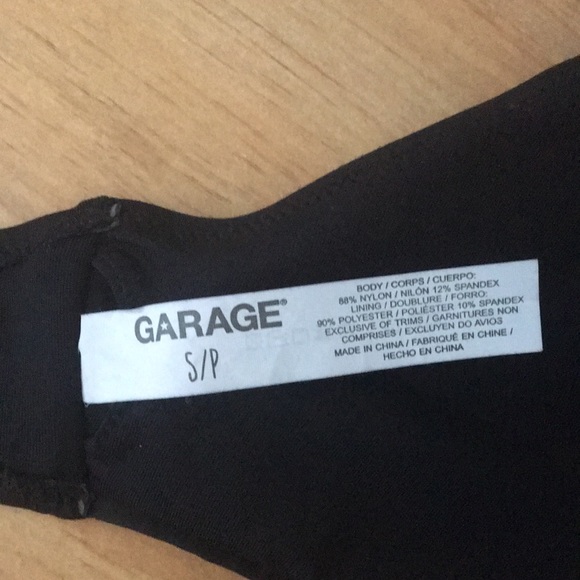 GARAGE®
S/P
BODY / CORPS / CUERPO:
88% NYLON / NILÓN 12% SPANDEX
LINING / DOUBLURE / FORRO:
90% POLYESTER / POLIÉSTER 10% SPANDEX
EXCLUSIVE OF TRIMS / GARNITURES NON
COMPRISES / EXCLUYEN DO AVIOS
MADE IN CHINA / FABRIQUÉ EN CHINE /
HECHO EN CHINA